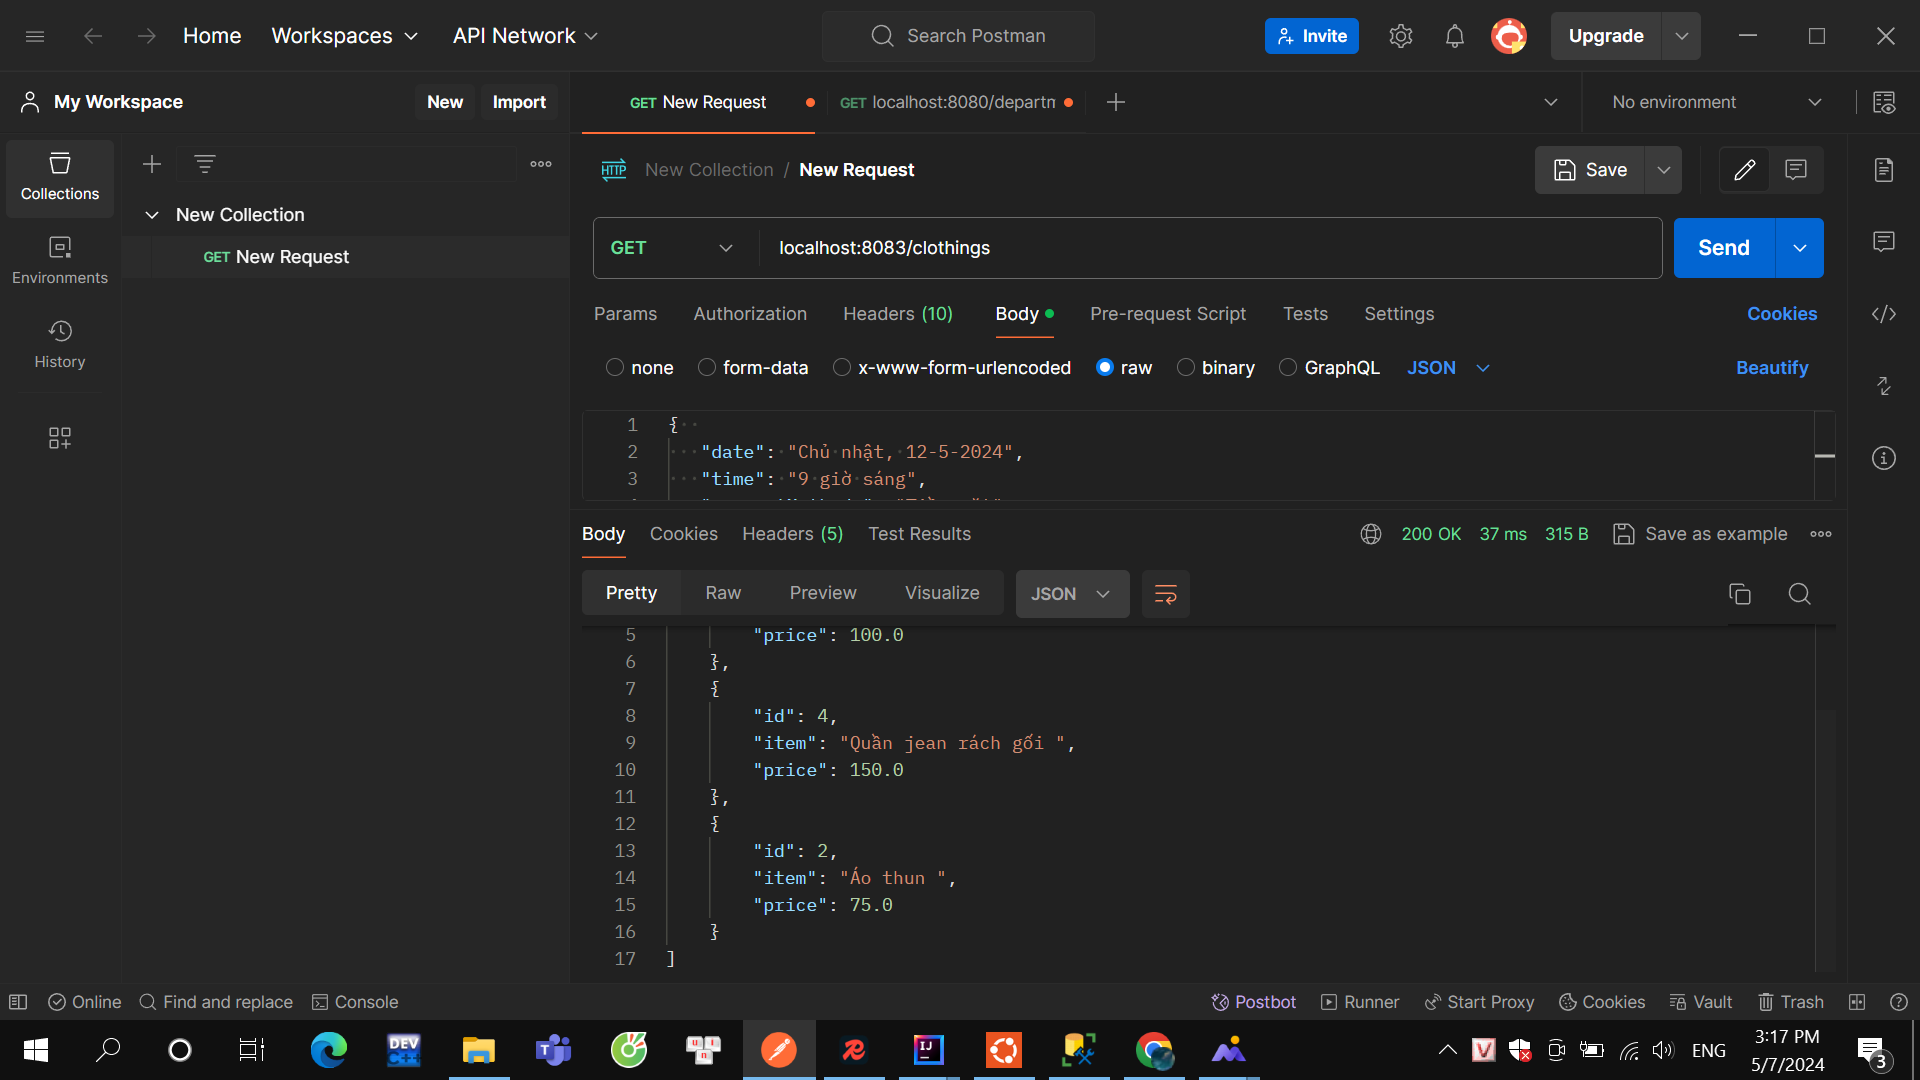 Home
Workspaces
API Network
Search Postman
Invite
Upgrade
My Workspace
New
Import
GET New Request
GET localhost:8080/departm
No environment
Collections
Environments
History
New Collection
GET New Request
HTTP New Collection / New Request
Save
GET
localhost:8083/clothings
Send
Params
Authorization
Headers (10)
Body
Pre-request Script
Tests
Settings
Cookies
none
form-data
x-www-form-urlencoded
raw
binary
GraphQL
JSON
Beautify
1 {
2 "date": "Chủ nhật, 12-5-2024",
3 "time": "9 giờ sáng",
Body
Cookies
Headers (5)
Test Results
200 OK
37 ms
315 B
Save as example
Pretty
Raw
Preview
Visualize
JSON
5 "price": 100.0
6 },
7 {
8 "id": 4,
9 "item": "Quần jean rách gối ",
10 "price": 150.0
11 },
12 {
13 "id": 2,
14 "item": "Áo thun ",
15 "price": 75.0
16 }
17 ]
Online
Find and replace
Console
Postbot
Runner
Start Proxy
Cookies
Vault
Trash
DEV C++
T
u i n
IJ
V
ENG
3:17 PM
5/7/2024
3